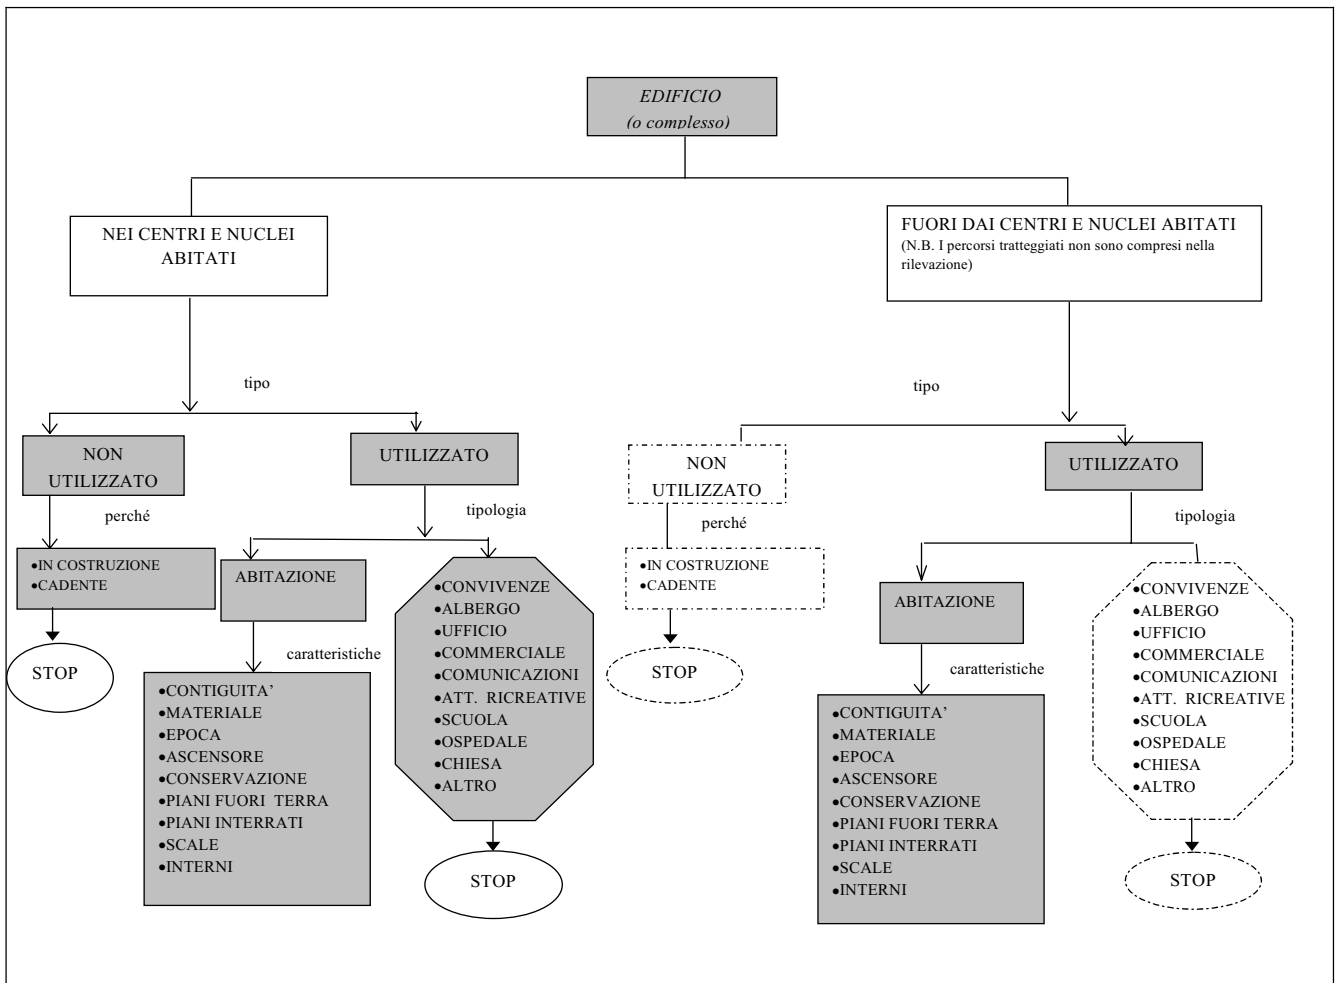 EDIFICIO
(o complesso)
NEI CENTRI E NUCLEI
ABITATI
FUORI DAI CENTRI E NUCLEI ABITATI
(N.B. I percorsi tratteggiati non sono compresi nella
rilevazione)
tipo
tipo
NON
UTILIZZATO
UTILIZZATO
NON
UTILIZZATO
UTILIZZATO
perché
tipologia
perché
tipologia
•IN COSTRUZIONE
•CADENTE
ABITAZIONE
•CONVIVENZE
•ALBERGO
•UFFICIO
•COMMERCIALE
•COMUNICAZIONI
•ATT. RICREATIVE
•SCUOLA
•OSPEDALE
•CHIESA
•ALTRO
STOP
caratteristiche
•CONTIGUITA’
•MATERIALE
•EPOCA
•ASCENSORE
•CONSERVAZIONE
•PIANI FUORI TERRA
•PIANI INTERRATI
•SCALE
•INTERNI
STOP
•IN COSTRUZIONE
•CADENTE
STOP
ABITAZIONE
caratteristiche
•CONTIGUITA’
•MATERIALE
•EPOCA
•ASCENSORE
•CONSERVAZIONE
•PIANI FUORI TERRA
•PIANI INTERRATI
•SCALE
•INTERNI
•CONVIVENZE
•ALBERGO
•UFFICIO
•COMMERCIALE
•COMUNICAZIONI
•ATT. RICREATIVE
•SCUOLA
•OSPEDALE
•CHIESA
•ALTRO
STOP